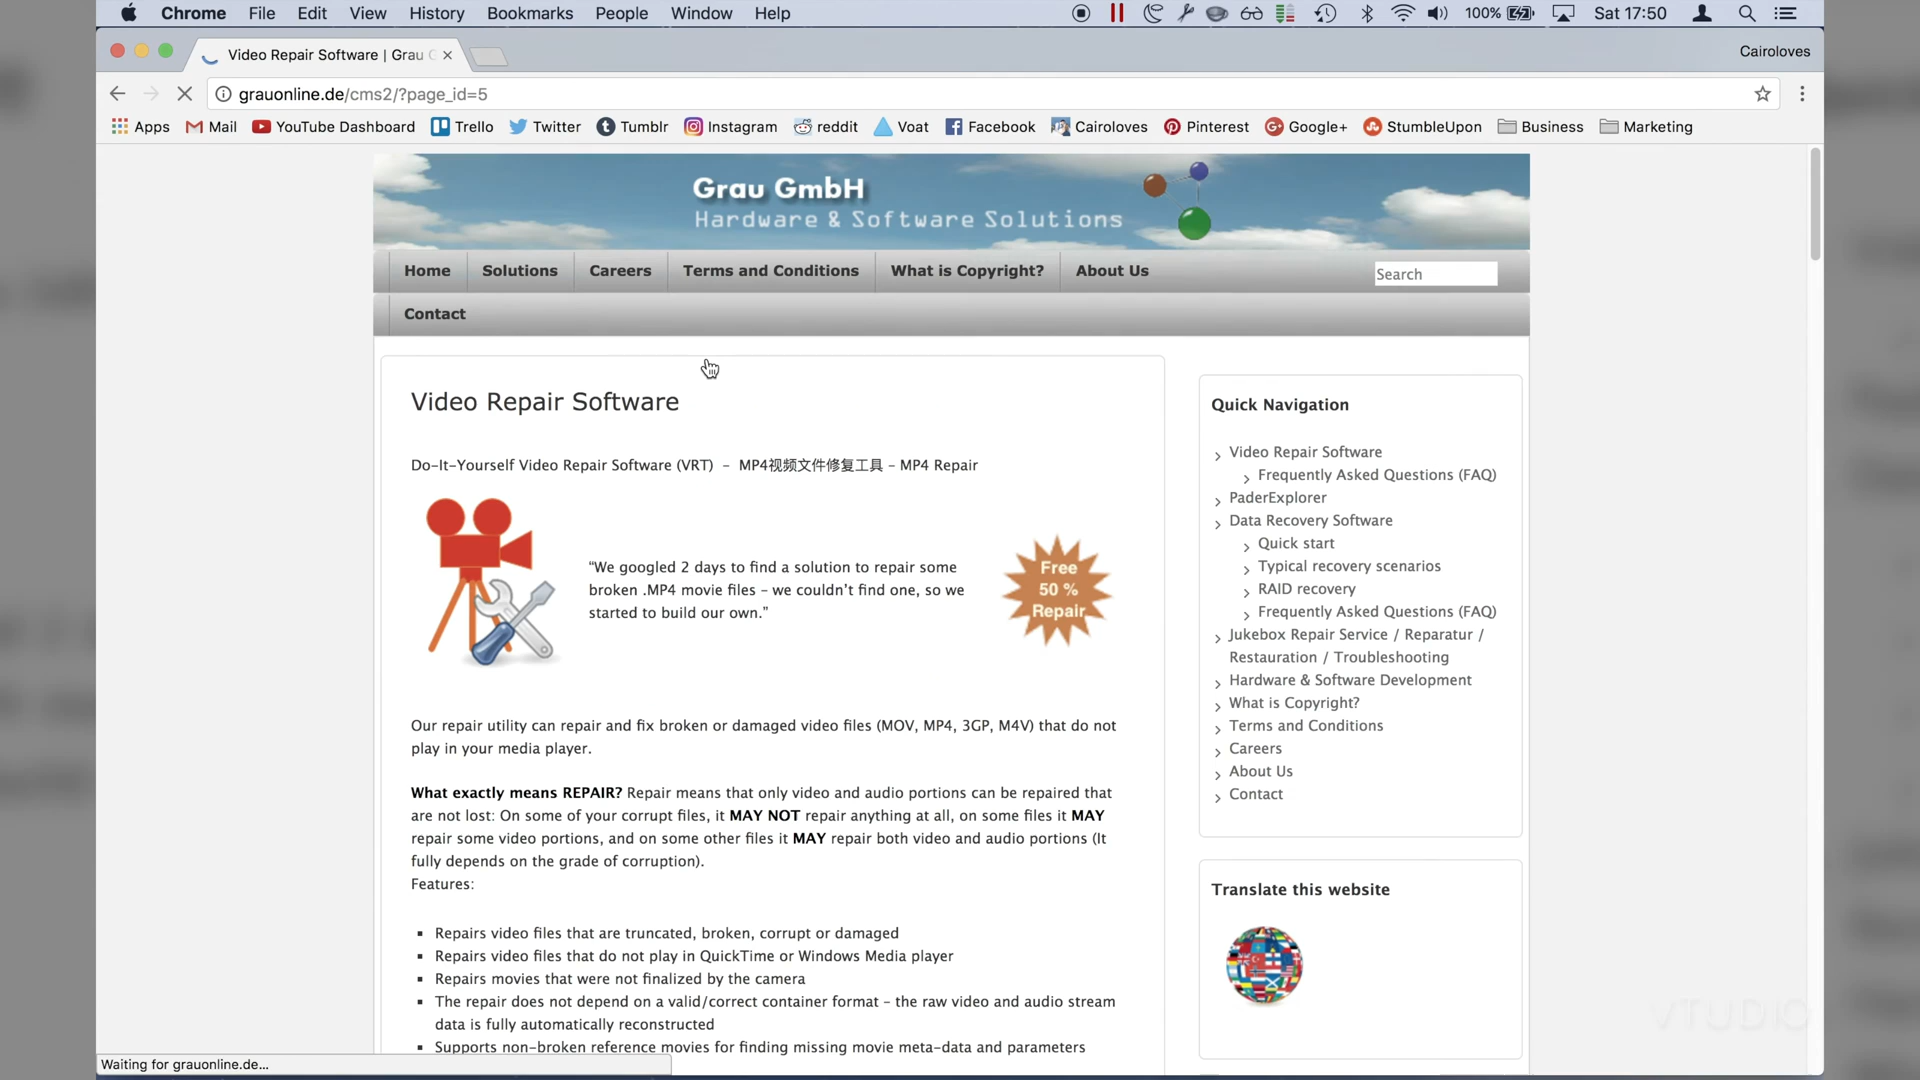 Chrome File Edit View History Bookmarks People Window Help 100% Sat 17:50
Video Repair Software | Grau G
Cairoloves
grauonline.de/cms2/?page_id=5
Apps Mail YouTube Dashboard Trello Twitter Tumblr Instagram reddit Voat Facebook Cairoloves Pinterest Google+ StumbleUpon Business Marketing
Grau GmbH
Hardware & Software Solutions
Home Solutions Careers Terms and Conditions What is Copyright? About Us Search
Contact
Video Repair Software
Do-It-Yourself Video Repair Software (VRT) – MP4视频文件修复工具 – MP4 Repair
“We googled 2 days to find a solution to repair some
broken .MP4 movie files – we couldn’t find one, so we
started to build our own.”
Free
50 %
Repair
Our repair utility can repair and fix broken or damaged video files (MOV, MP4, 3GP, M4V) that do not
play in your media player.
What exactly means REPAIR? Repair means that only video and audio portions can be repaired that
are not lost: On some of your corrupt files, it MAY NOT repair anything at all, on some files it MAY
repair some video portions, and on some other files it MAY repair both video and audio portions (It
fully depends on the grade of corruption).
Features:
Repairs video files that are truncated, broken, corrupt or damaged
Repairs video files that do not play in QuickTime or Windows Media player
Repairs movies that were not finalized by the camera
The repair does not depend on a valid/correct container format – the raw video and audio stream
data is fully automatically reconstructed
Supports non-broken reference movies for finding missing movie meta-data and parameters
Quick Navigation
Video Repair Software
Frequently Asked Questions (FAQ)
PaderExplorer
Data Recovery Software
Quick start
Typical recovery scenarios
RAID recovery
Frequently Asked Questions (FAQ)
Jukebox Repair Service / Reparatur /
Restauration / Troubleshooting
Hardware & Software Development
What is Copyright?
Terms and Conditions
Careers
About Us
Contact
Translate this website
VTUDIO
Waiting for grauonline.de...